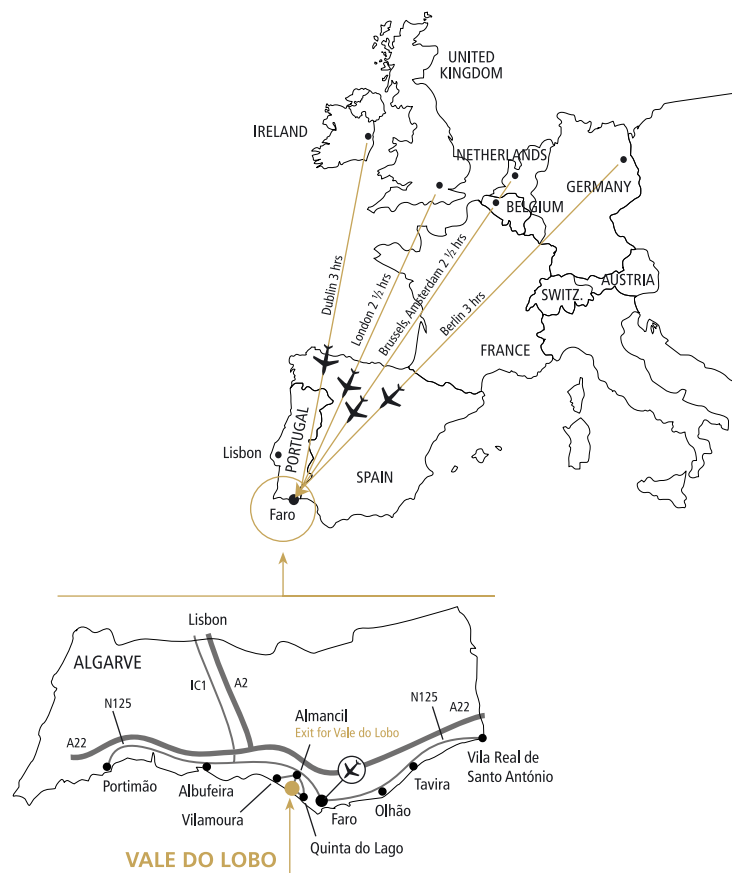 UNITED
KINGDOM
IRELAND
NETHERLANDS
GERMANY
BELGIUM
Dublin 3 hrs
London 2 ½ hrs
Brussels, Amsterdam 2 ½ hrs
Berlin 3 hrs
AUSTRIA
SWITZ.
FRANCE
PORTUGAL
Lisbon
SPAIN
Faro
Lisbon
ALGARVE
IC1
A2
N125
A22
Almancil
Exit for Vale do Lobo
N125
A22
Vila Real de
Santo António
Portimão
Albufeira
Vilamoura
Faro
Olhão
Tavira
Quinta do Lago
VALE DO LOBO